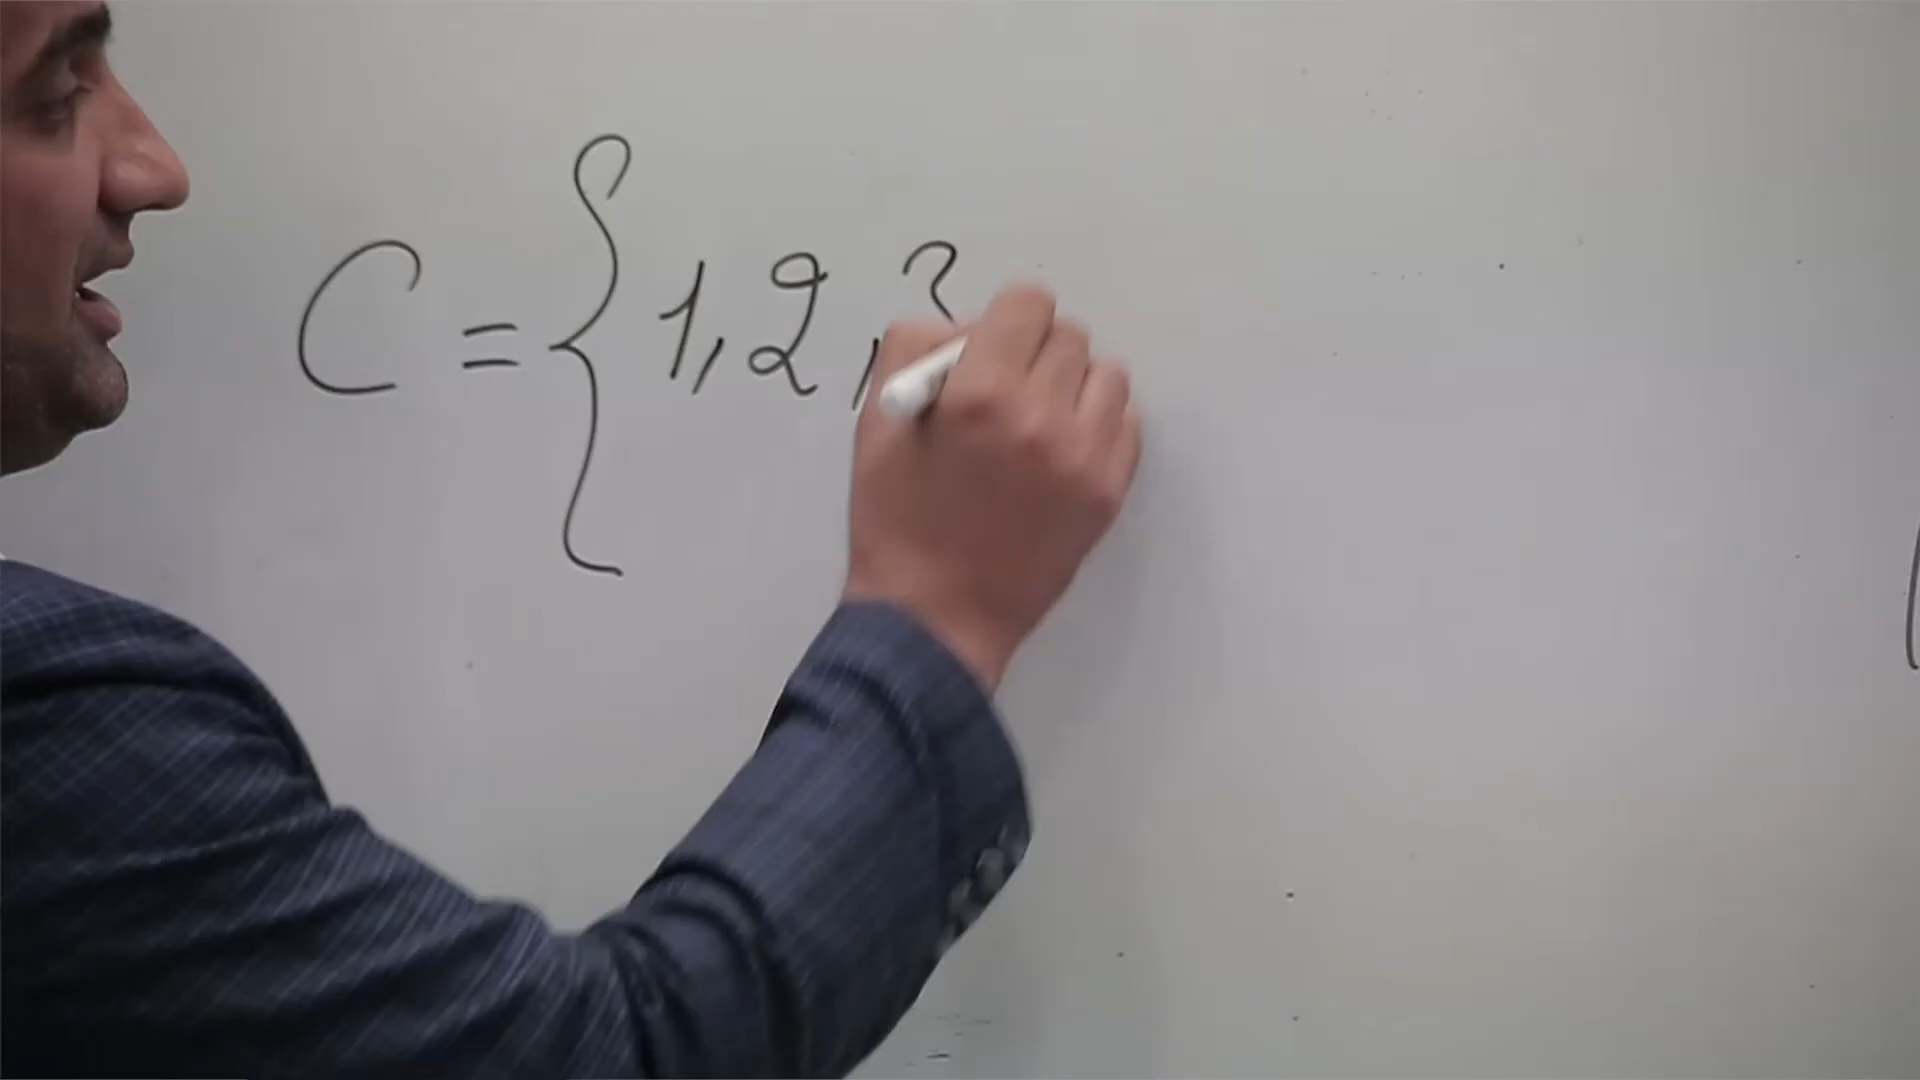 C = { 1, 2, 3